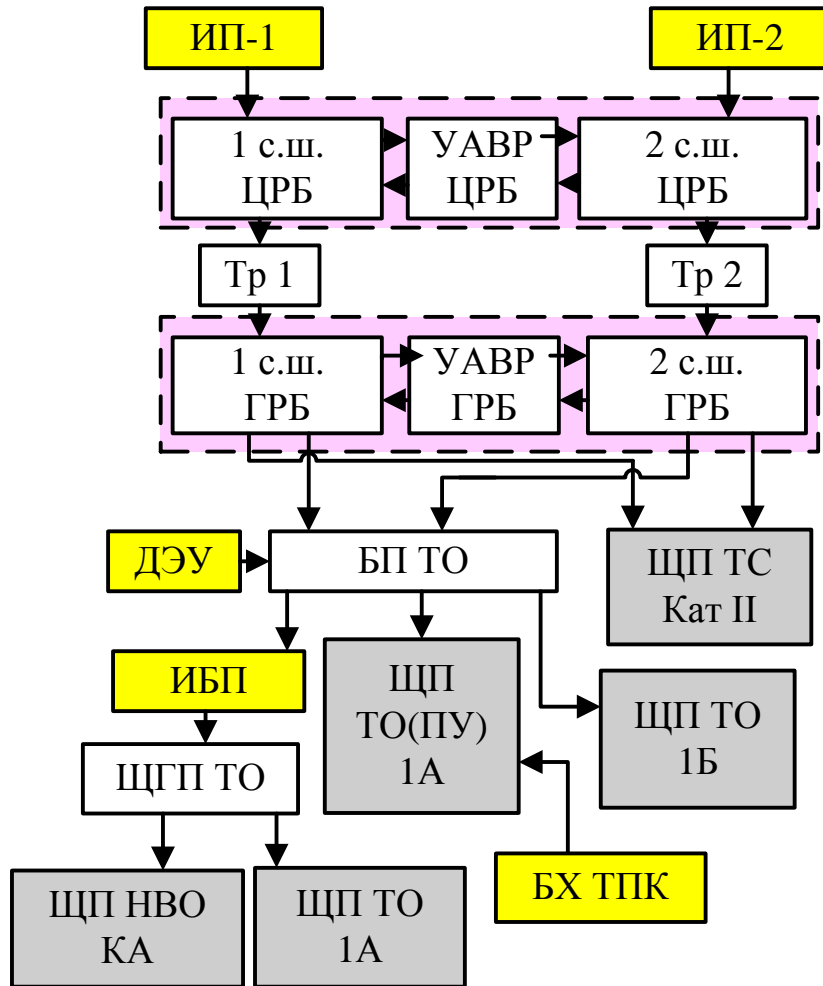 ИП-1
ИП-2
1 с.ш.
ЦРБ
УАВР
ЦРБ
2 с.ш.
ЦРБ
Тр 1
Тр 2
1 с.ш.
ГРБ
УАВР
ГРБ
2 с.ш.
ГРБ
ДЭУ
БП ТО
ЩП ТС
Кат II
ИБП
ЩП
ТО(ПУ)
1А
ЩП ТО
1Б
ЩГП ТО
БХ ТПК
ЩП НВО
КА
ЩП ТО
1А